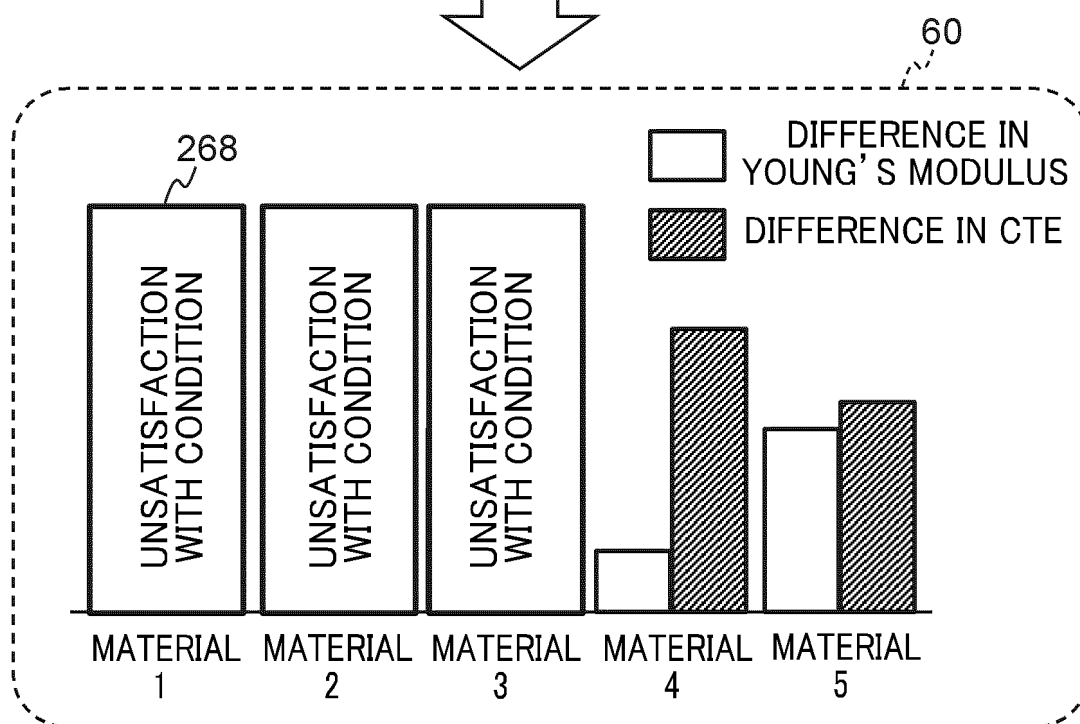 60
268
DIFFERENCE IN
YOUNG'S MODULUS
DIFFERENCE IN CTE
UNSATISFACTION
WITH CONDITION
UNSATISFACTION
WITH CONDITION
UNSATISFACTION
WITH CONDITION
MATERIAL
1
MATERIAL
2
MATERIAL
3
MATERIAL
4
MATERIAL
5